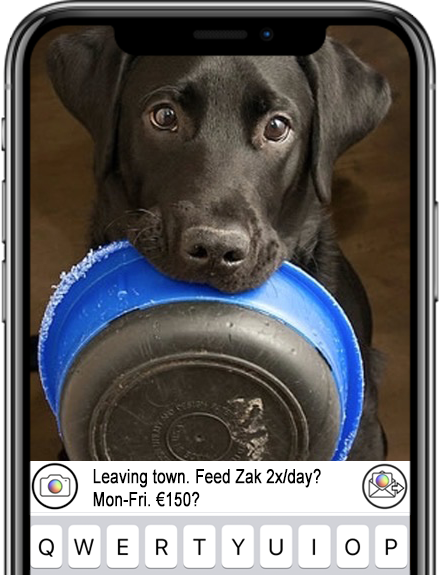 Leaving town. Feed Zak 2x/day?
Mon-Fri. €150?
Q W E R T Y U I O P